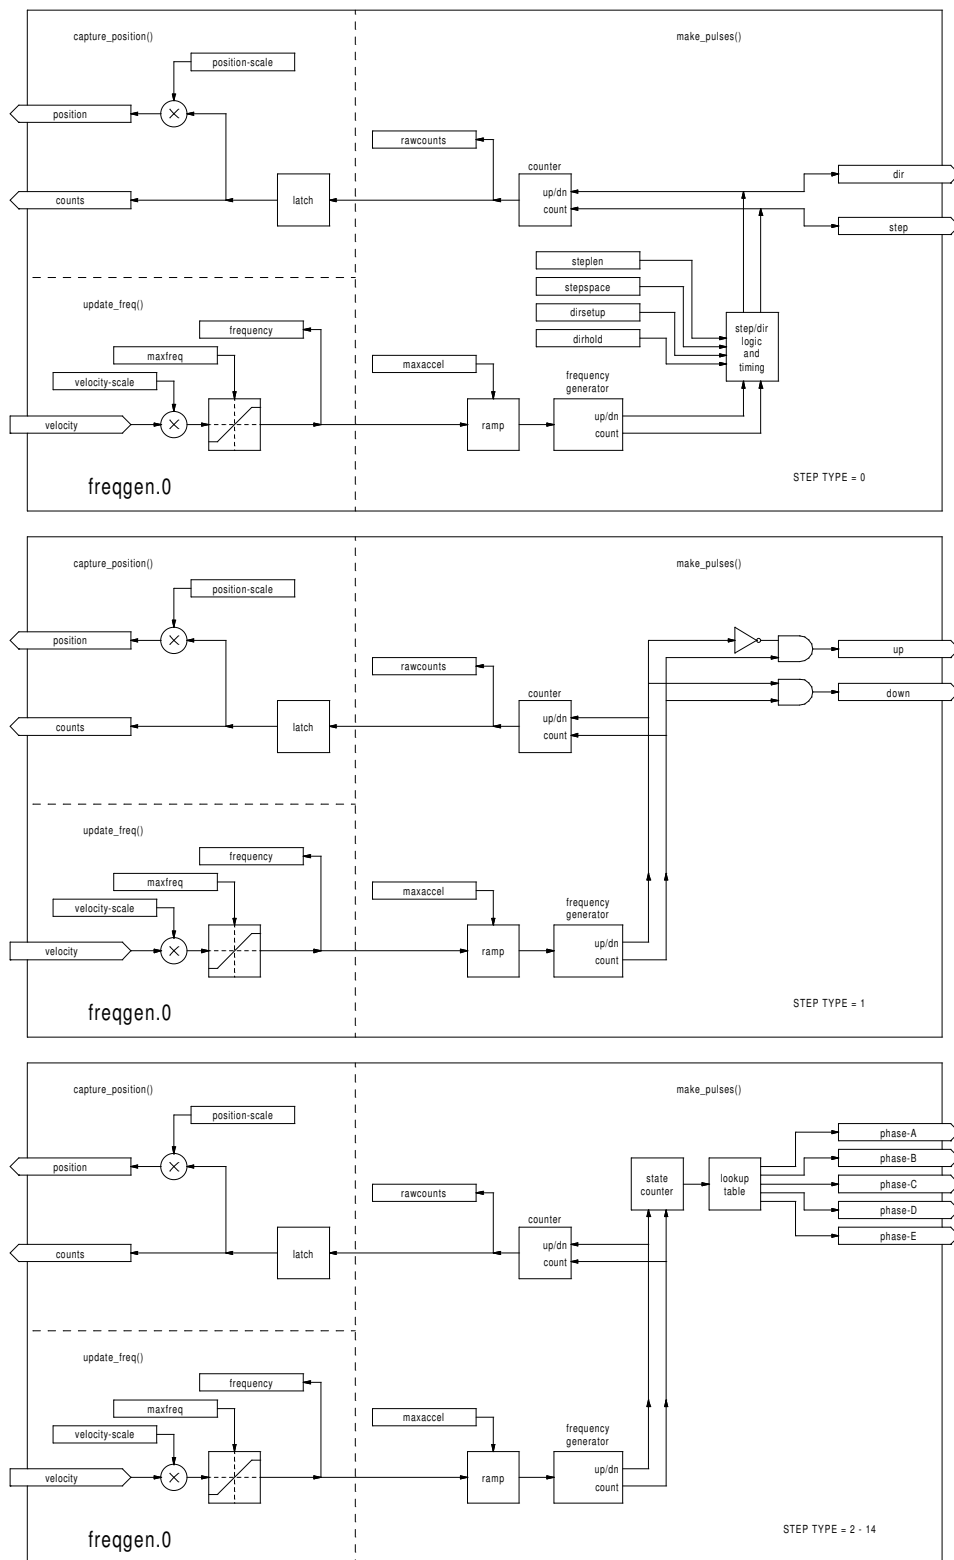 capture_position()
make_pulses()
position-scale
position
rawcounts
counter
up/dn
count
counts
latch
dir
step
steplen
stepspace
dirsetup
dirhold
step/dir
logic
and
timing
update_freq()
frequency
maxfreq
velocity-scale
velocity
maxaccel
ramp
frequency
generator
up/dn
count
freqgen.0
STEP TYPE = 0
capture_position()
make_pulses()
position-scale
position
rawcounts
counter
up/dn
count
counts
latch
up
down
update_freq()
frequency
maxfreq
velocity-scale
velocity
maxaccel
ramp
frequency
generator
up/dn
count
freqgen.0
STEP TYPE = 1
capture_position()
make_pulses()
position-scale
position
rawcounts
counter
up/dn
count
counts
latch
state
counter
lookup
table
phase-A
phase-B
phase-C
phase-D
phase-E
update_freq()
frequency
maxfreq
velocity-scale
velocity
maxaccel
ramp
frequency
generator
up/dn
count
freqgen.0
STEP TYPE = 2 - 14